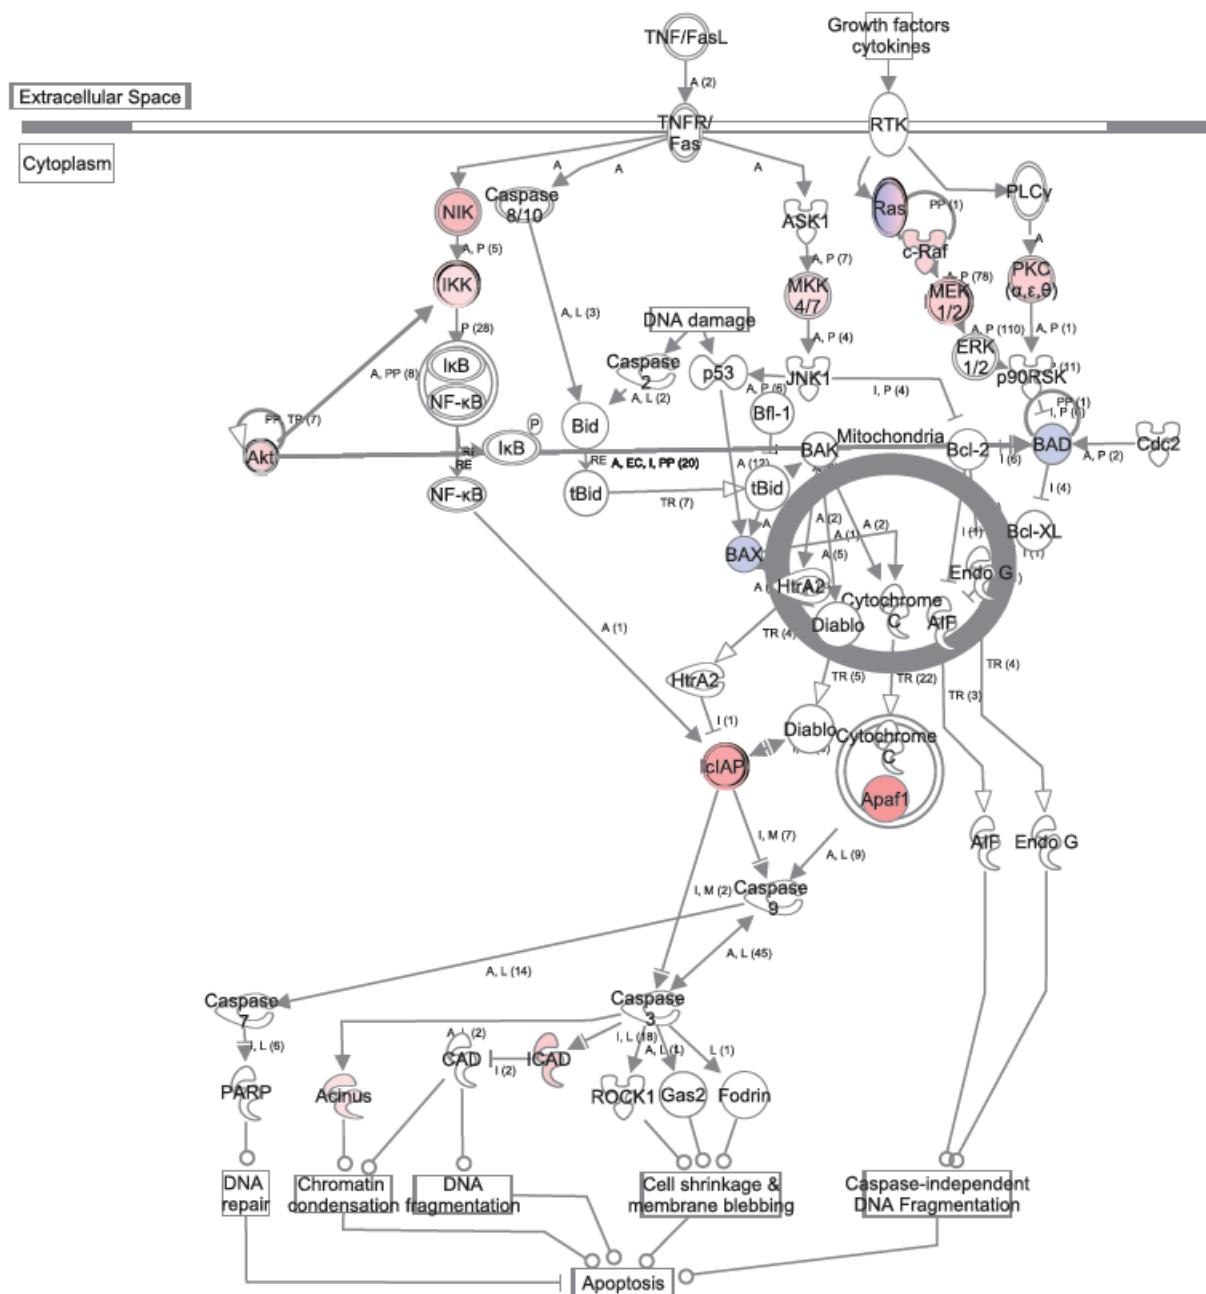 TNF/FasL
Growth factors
cytokines
A (2)
Extracellular Space
TNFR/
Fas
RTK
Cytoplasm
A
A
A
NIK
Caspase
8/10
ASK1
Ras
PP (1)
PLCγ
c-Raf
A
A, P (5)
A, P (7)
A, P (78)
IKK
MKK
4/7
MEK
1/2
PKC
(α,ε,θ)
A, L (3)
DNA damage
P (28)
A, P (4)
A, P (110)
A, P (1)
IκB
A, PP (8)
NF-κB
Caspase
2
p53
JNK1
ERK
1/2
p90RSK
A, L (2)
A, P (6)
I, P (4)
Bfl-1
PP (1)
Bid
P
Akt
IκB
BAK
Mitochondria
Bcl-2
I (6)
BAD
A, P (2)
Cdc2
RE
RE
A, EC, I, PP (20)
A (12)
NF-κB
tBid
TR (7)
tBid
I (4)
A
A (2)
A (2)
A (1)
I (1)
Bcl-XL
BAX
A (5)
HtrA2
Endo G
Cytochrome
C
AIF
Diablo
A (1)
TR (4)
TR (4)
HtrA2
TR (5)
TR (22)
TR (3)
I (1)
Diablo
Cytochrome
C
cIAP
Apaf1
I, M (7)
A, L (9)
AIF
Endo G
I, M (2)
Caspase
9
A, L (45)
A, L (14)
Caspase
7
Caspase
3
I, L (6)
A, L (2)
I, L (18)
L (1)
CAD
I (2)
ICAD
PARP
Acinus
ROCK1
Gas2
Fodrin
DNA
repair
Chromatin
condensation
DNA
fragmentation
Cell shrinkage &
membrane blebbing
Caspase-independent
DNA Fragmentation
Apoptosis